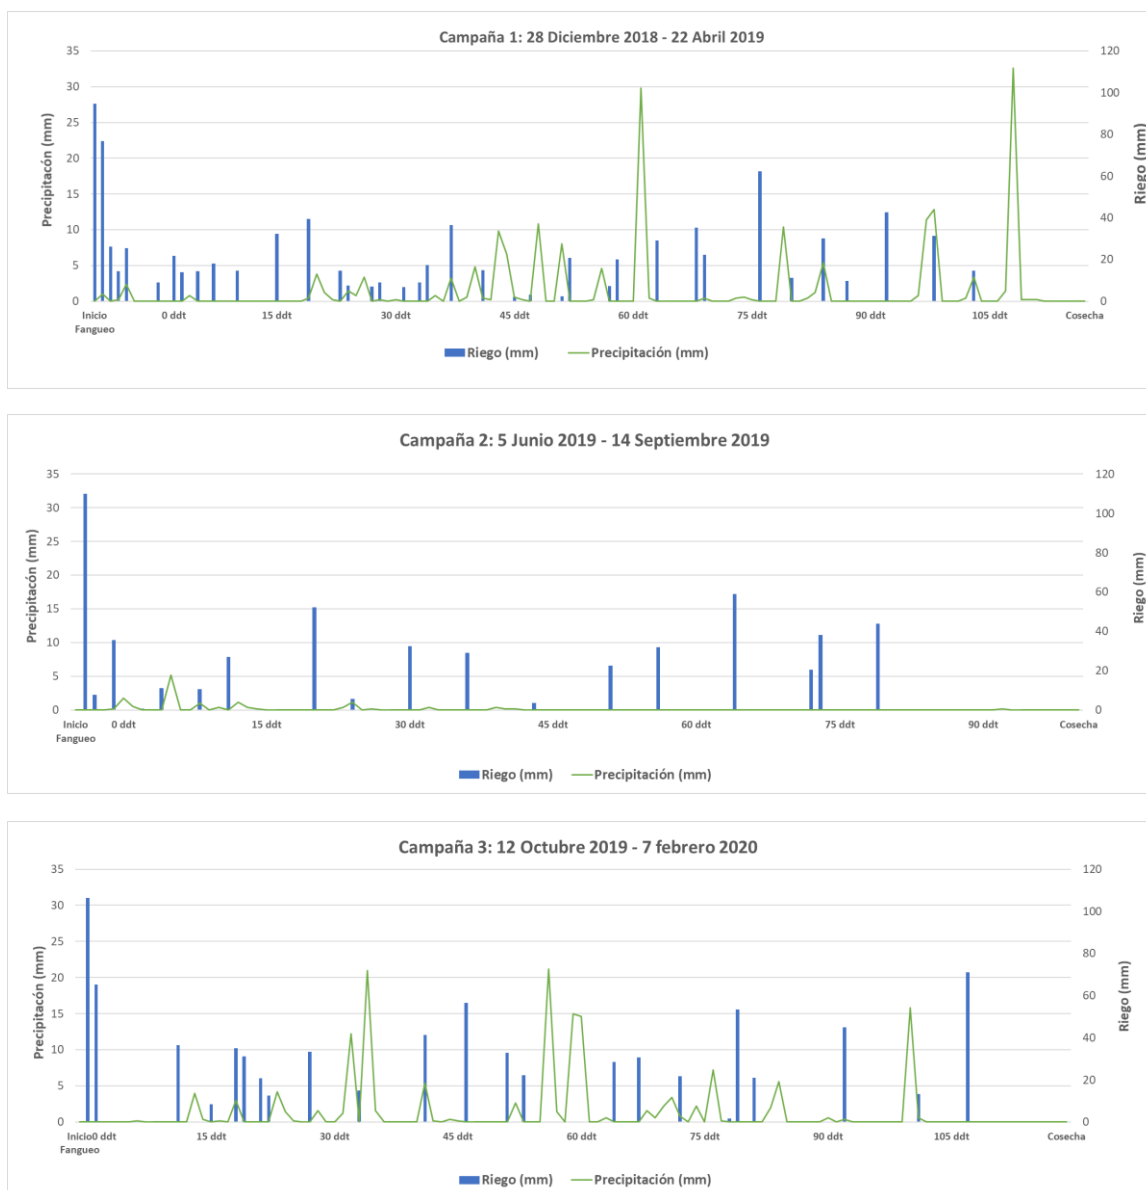 Campaña 1: 28 Diciembre 2018 - 22 Abril 2019
Precipitacón (mm)
35
30
25
20
15
10
5
0
120
100
80
60
40
20
0
Riego (mm)
Inicio Fangueo
0 ddt
15 ddt
30 ddt
45 ddt
60 ddt
75 ddt
90 ddt
105 ddt
Cosecha
Riego (mm)
Precipitación (mm)
Campaña 2: 5 Junio 2019 - 14 Septiembre 2019
Precipitacón (mm)
35
30
25
20
15
10
5
0
120
100
80
60
40
20
0
Riego (mm)
Inicio Fangueo
0 ddt
15 ddt
30 ddt
45 ddt
60 ddt
75 ddt
90 ddt
Cosecha
Riego (mm)
Precipitación (mm)
Campaña 3: 12 Octubre 2019 - 7 febrero 2020
Precipitacón (mm)
35
30
25
20
15
10
5
0
120
100
80
60
40
20
0
Riego (mm)
Inicio Fangueo
0 ddt
15 ddt
30 ddt
45 ddt
60 ddt
75 ddt
90 ddt
105 ddt
Cosecha
Riego (mm)
Precipitación (mm)